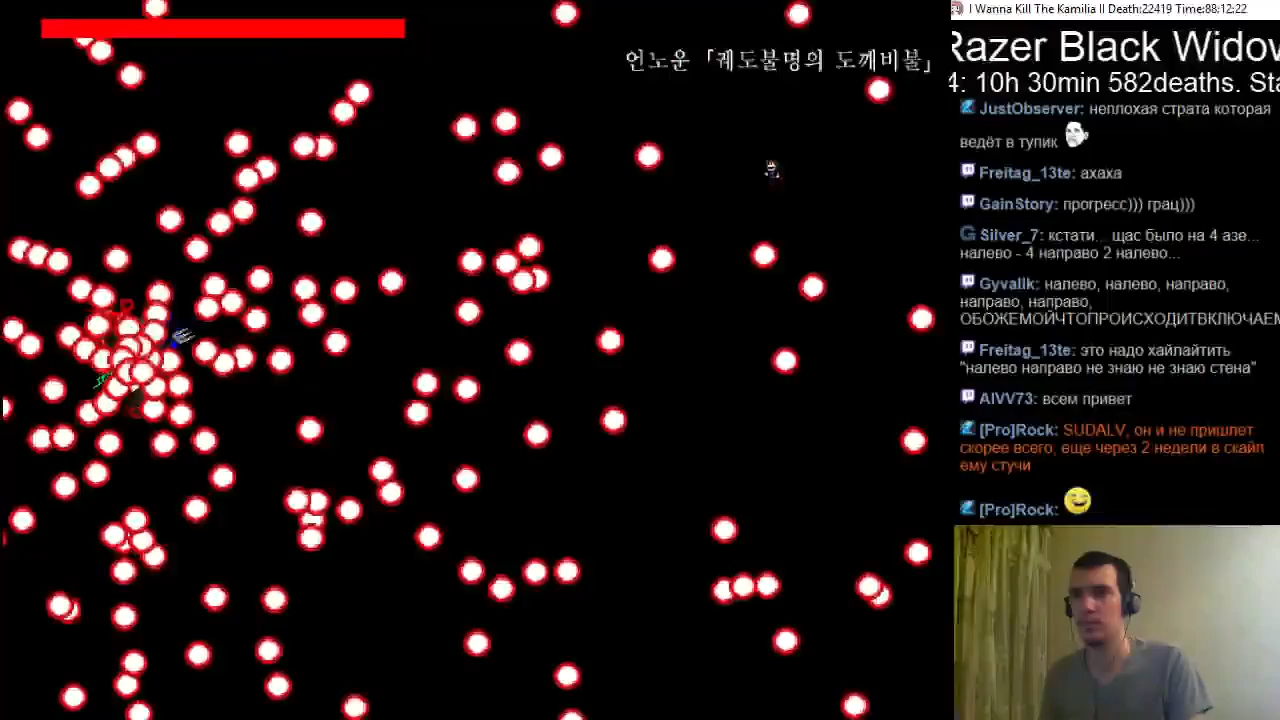 I Wanna Kill The Kamilia II Death:22419 Time:88:12:22
언노운「궤도불명의 도깨비불」
Razer Black Widov
4: 10h 30min 582deaths. Sta
JustObserver: неплохая страта которая
ведёт в тупик
Freitag_13te: ахаха
GainStory: прогресс))) грац)))
Silver_7: кстати... щас было на 4 азе...
налево - 4 направо 2 налево...
Gyvalik: налево, налево, направо,
направо, направо,
ОБОЖЕМОЙЧТОПРОИСХОДИТВКЛЮЧАЕМ
Freitag_13te: это надо хайлайтить
"налево направо не знаю не знаю стена"
AIVV73: всем привет
[Pro]Rock: SUDALV, он и не пришлет
скорее всего, еще через 2 недели в скайп
ему стучи
[Pro]Rock: